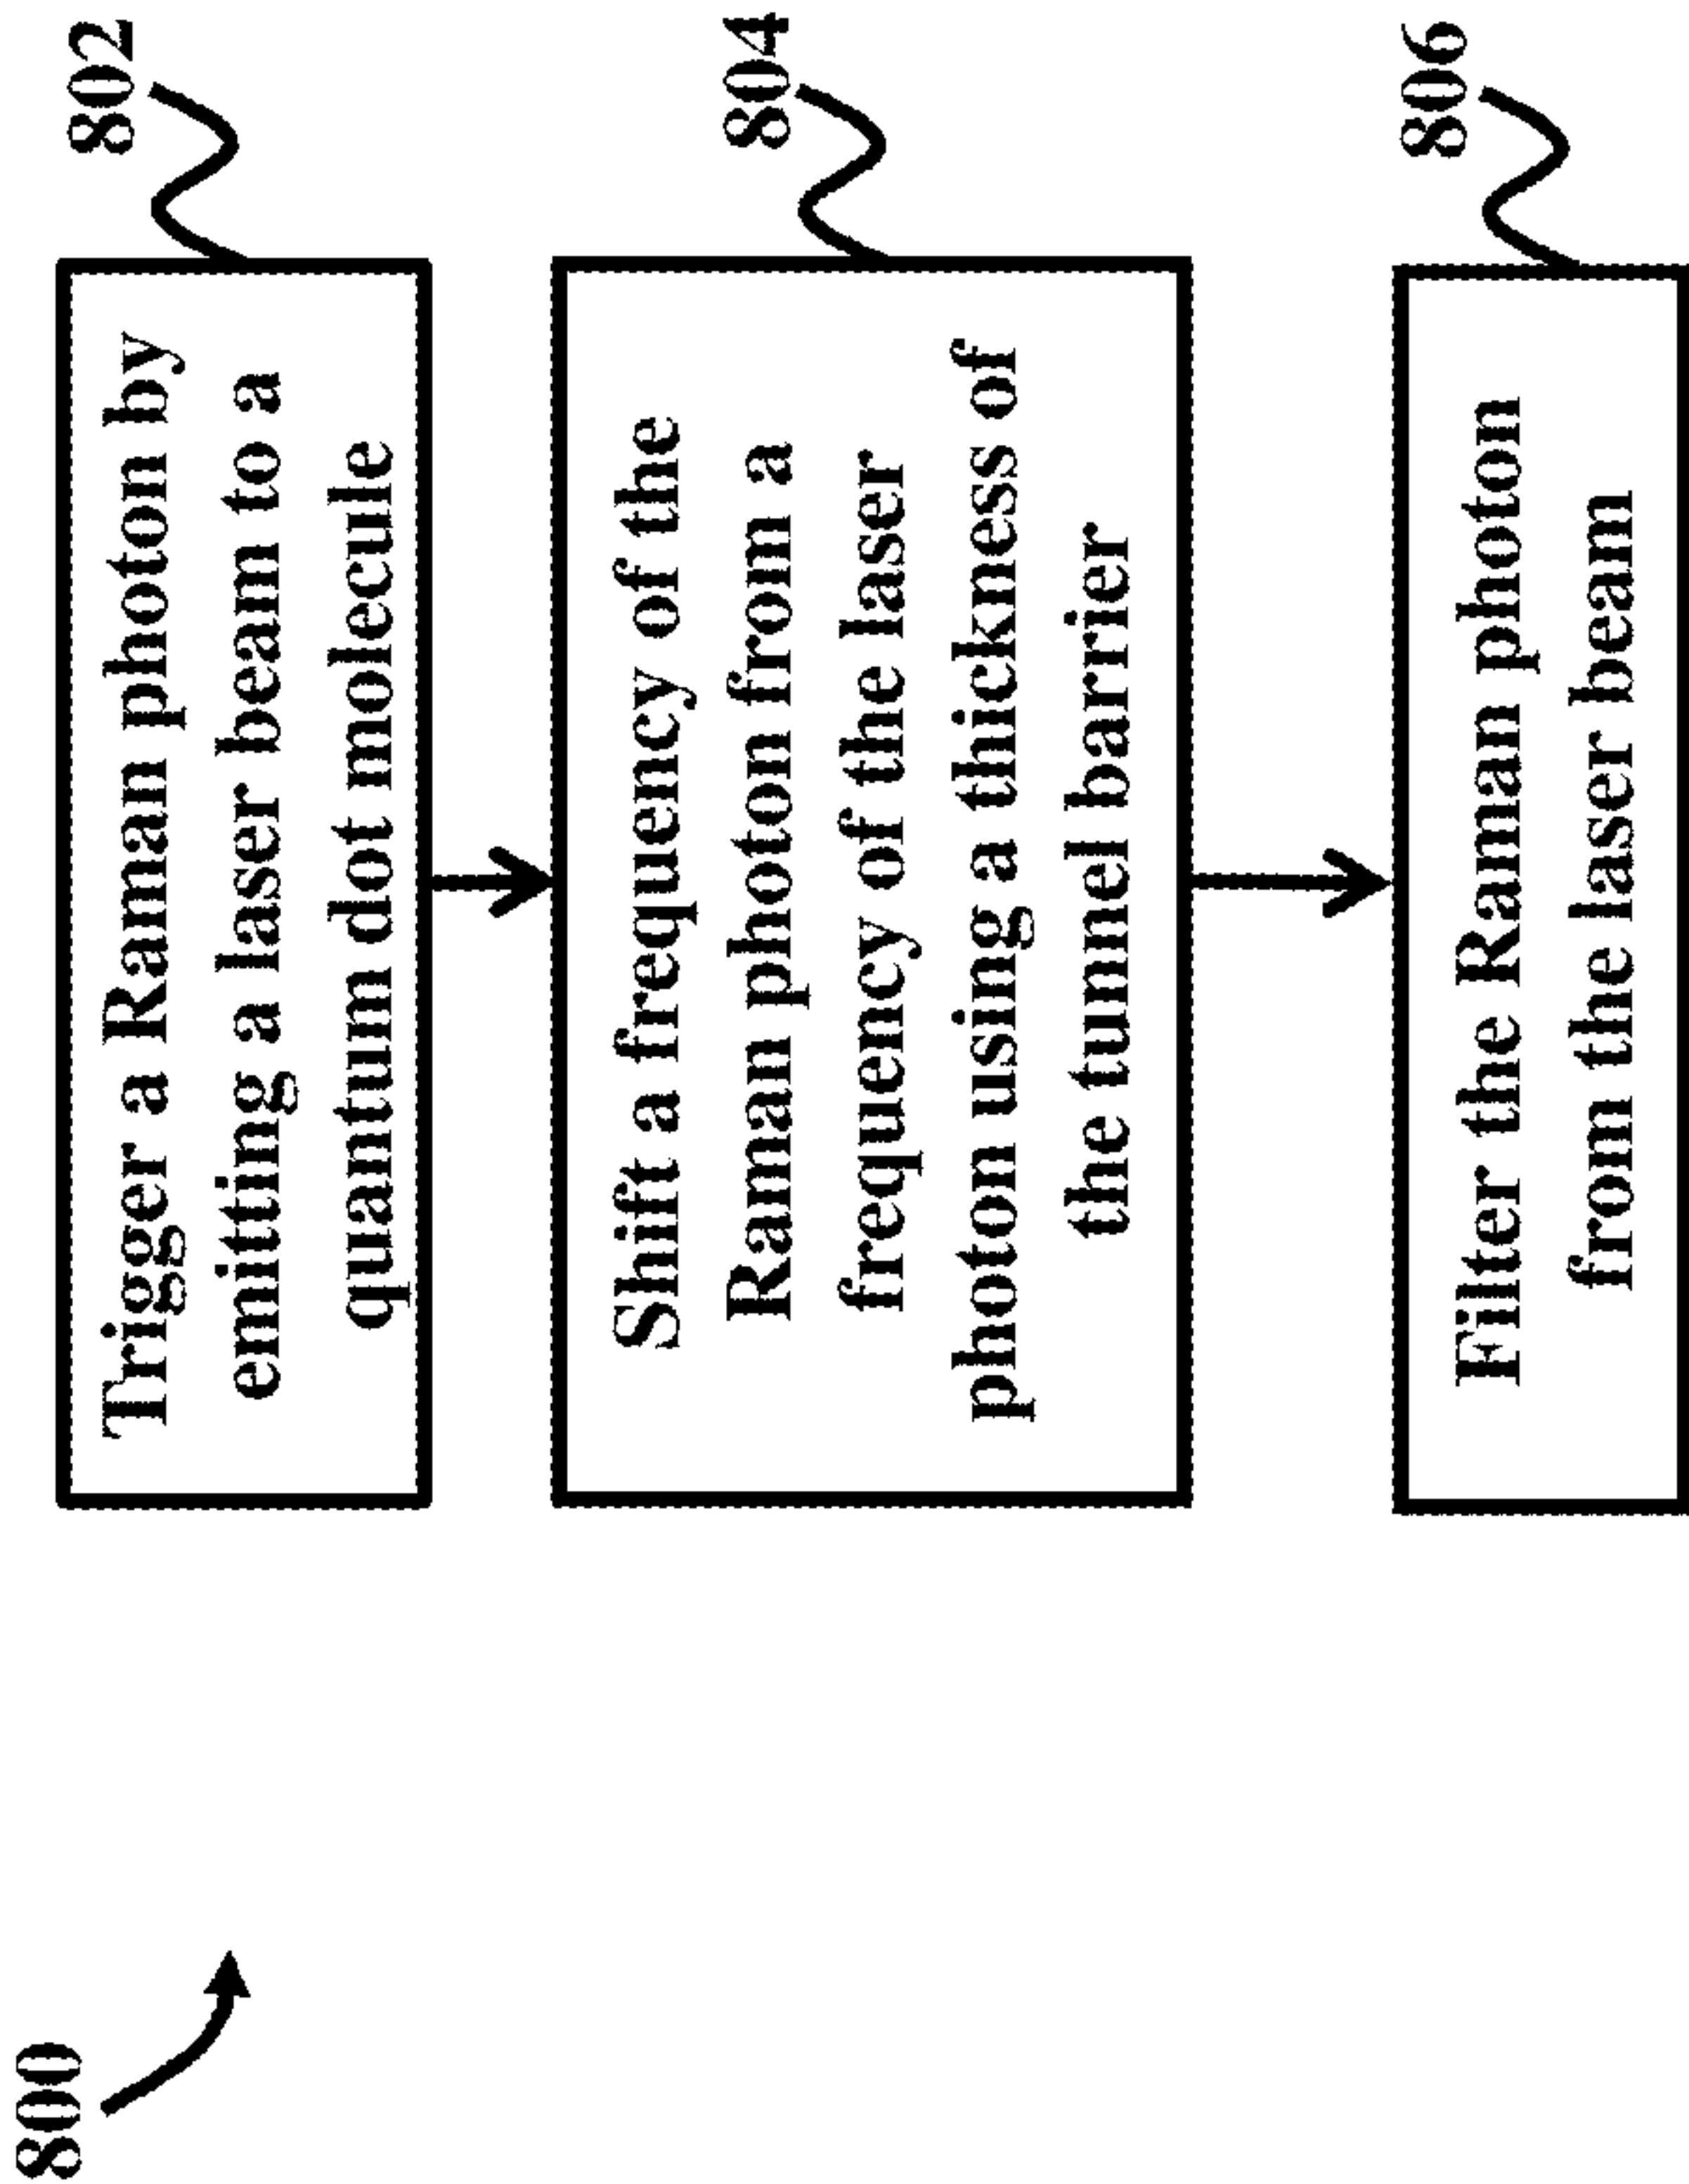 800
802
Trigger a Raman photon by
emitting a laser beam to a
quantum dot molecule
804
Shift a frequency of the
Raman photon from a
frequency of the laser
photon using a thickness of
the tunnel barrier
806
Filter the Raman photon
from the laser beam